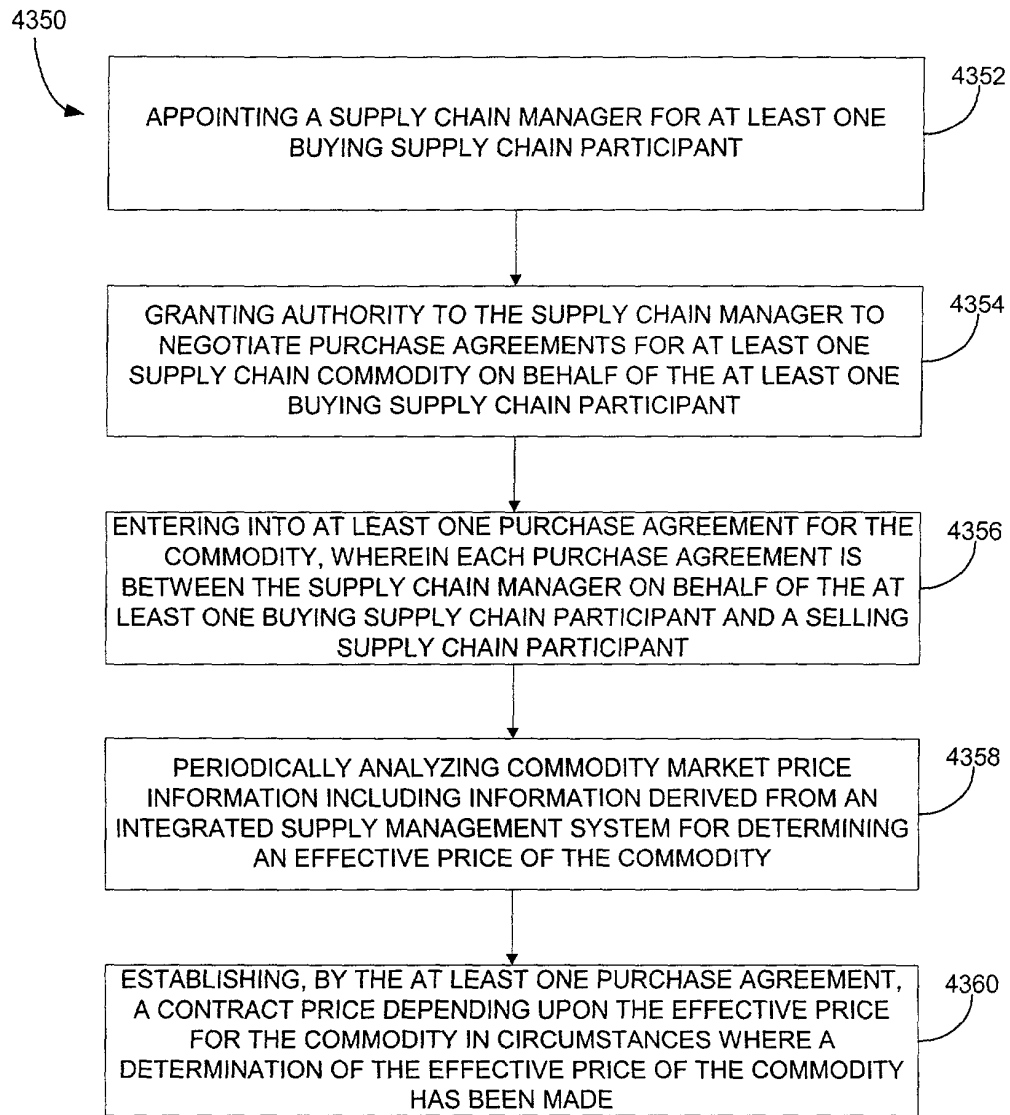 4350
4352
APPOINTING A SUPPLY CHAIN MANAGER FOR AT LEAST ONE
BUYING SUPPLY CHAIN PARTICIPANT
4354
GRANTING AUTHORITY TO THE SUPPLY CHAIN MANAGER TO
NEGOTIATE PURCHASE AGREEMENTS FOR AT LEAST ONE
SUPPLY CHAIN COMMODITY ON BEHALF OF THE AT LEAST ONE
BUYING SUPPLY CHAIN PARTICIPANT
4356
ENTERING INTO AT LEAST ONE PURCHASE AGREEMENT FOR THE
COMMODITY, WHEREIN EACH PURCHASE AGREEMENT IS
BETWEEN THE SUPPLY CHAIN MANAGER ON BEHALF OF THE AT
LEAST ONE BUYING SUPPLY CHAIN PARTICIPANT AND A SELLING
SUPPLY CHAIN PARTICIPANT
4358
PERIODICALLY ANALYZING COMMODITY MARKET PRICE
INFORMATION INCLUDING INFORMATION DERIVED FROM AN
INTEGRATED SUPPLY MANAGEMENT SYSTEM FOR DETERMINING
AN EFFECTIVE PRICE OF THE COMMODITY
4360
ESTABLISHING, BY THE AT LEAST ONE PURCHASE AGREEMENT,
A CONTRACT PRICE DEPENDING UPON THE EFFECTIVE PRICE
FOR THE COMMODITY IN CIRCUMSTANCES WHERE A
DETERMINATION OF THE EFFECTIVE PRICE OF THE COMMODITY
HAS BEEN MADE